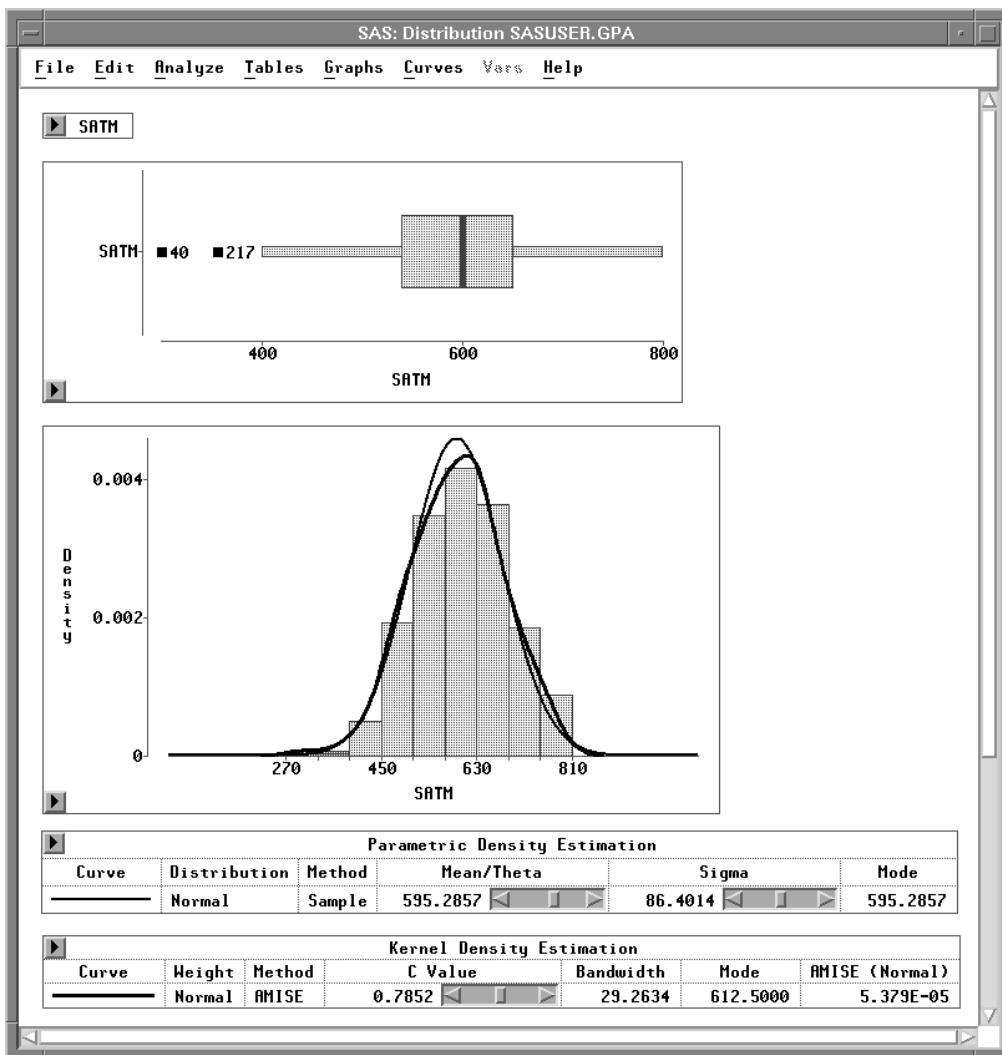 SAS: Distribution SASUSER.GPA
File Edit Analyze Tables Graphs Curves Vars Help
SATM
SATM
40
217
400 600 800
SATM
0.004
Density
0.002
0
270 450 630 810
SATM
Parametric Density Estimation
Curve Distribution Method Mean/Theta Sigma Mode
Normal Sample 595.2857 86.4014 595.2857
Kernel Density Estimation
Curve Weight Method C Value Bandwidth Mode AMISE (Normal)
Normal AMISE 0.7852 29.2634 612.5000 5.379E-05